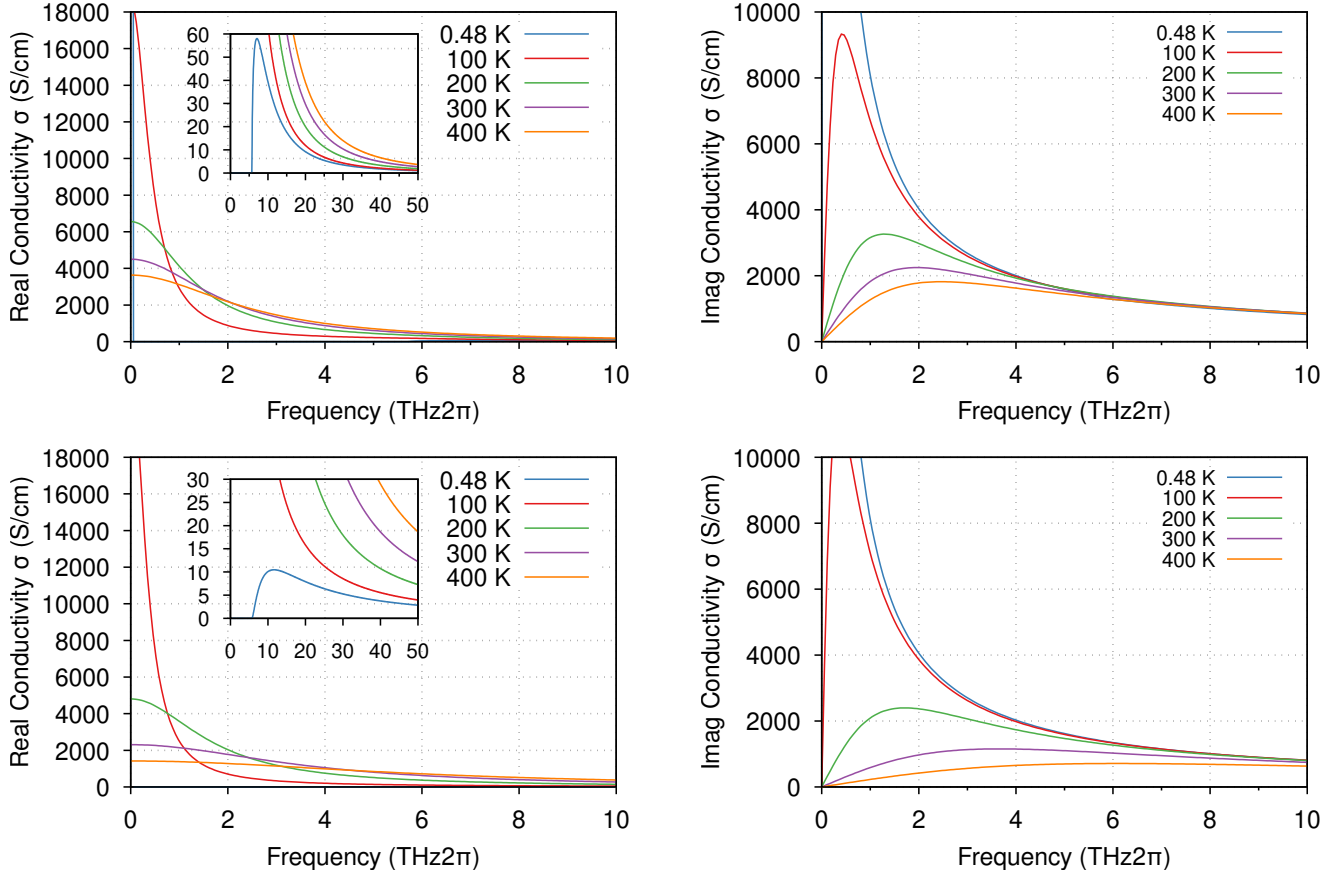 Real Conductivity σ (S/cm)
18000
16000
14000
12000
10000
8000
6000
4000
2000
0
0 2 4 6 8 10
Frequency (THz2π)
60
50
40
30
20
10
0
0 10 20 30 40 50
0.48 K
100 K
200 K
300 K
400 K
Imag Conductivity σ (S/cm)
10000
8000
6000
4000
2000
0
0 2 4 6 8 10
Frequency (THz2π)
0.48 K
100 K
200 K
300 K
400 K
Real Conductivity σ (S/cm)
18000
16000
14000
12000
10000
8000
6000
4000
2000
0
0 2 4 6 8 10
Frequency (THz2π)
30
25
20
15
10
5
0
0 10 20 30 40 50
0.48 K
100 K
200 K
300 K
400 K
Imag Conductivity σ (S/cm)
10000
8000
6000
4000
2000
0
0 2 4 6 8 10
Frequency (THz2π)
0.48 K
100 K
200 K
300 K
400 K